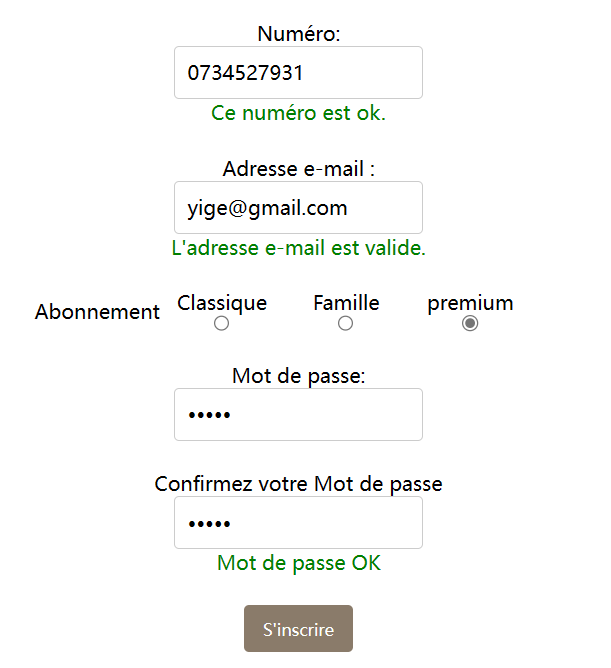 Numéro:
0734527931
Ce numéro est ok.
Adresse e-mail :
yige@gmail.com
L'adresse e-mail est valide.
Abonnement Classique Famille premium
Mot de passe:
•••••
Confirmez votre Mot de passe
•••••
Mot de passe OK
S'inscrire